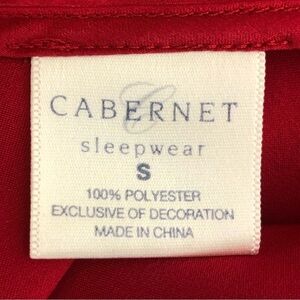 CABERNET
sleepwear
S
100% POLYESTER
EXCLUSIVE OF DECORATION
MADE IN CHINA